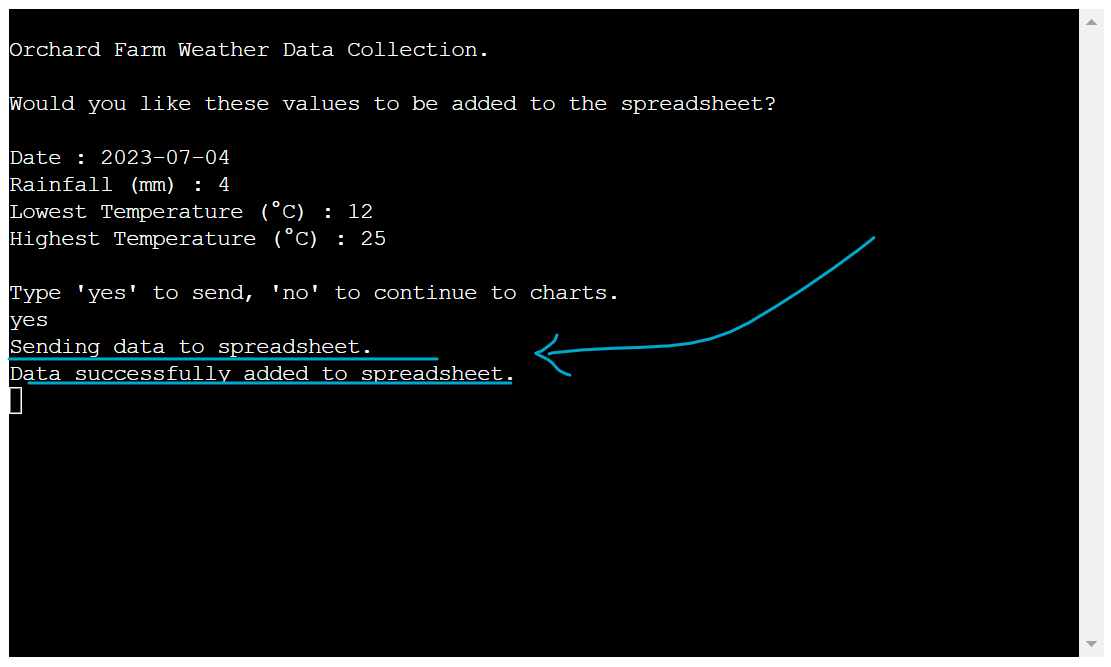 Orchard Farm Weather Data Collection.
Would you like these values to be added to the spreadsheet?
Date : 2023-07-04
Rainfall (mm) : 4
Lowest Temperature (°C) : 12
Highest Temperature (°C) : 25
Type 'yes' to send, 'no' to continue to charts.
yes
Sending data to spreadsheet.
Data successfully added to spreadsheet.